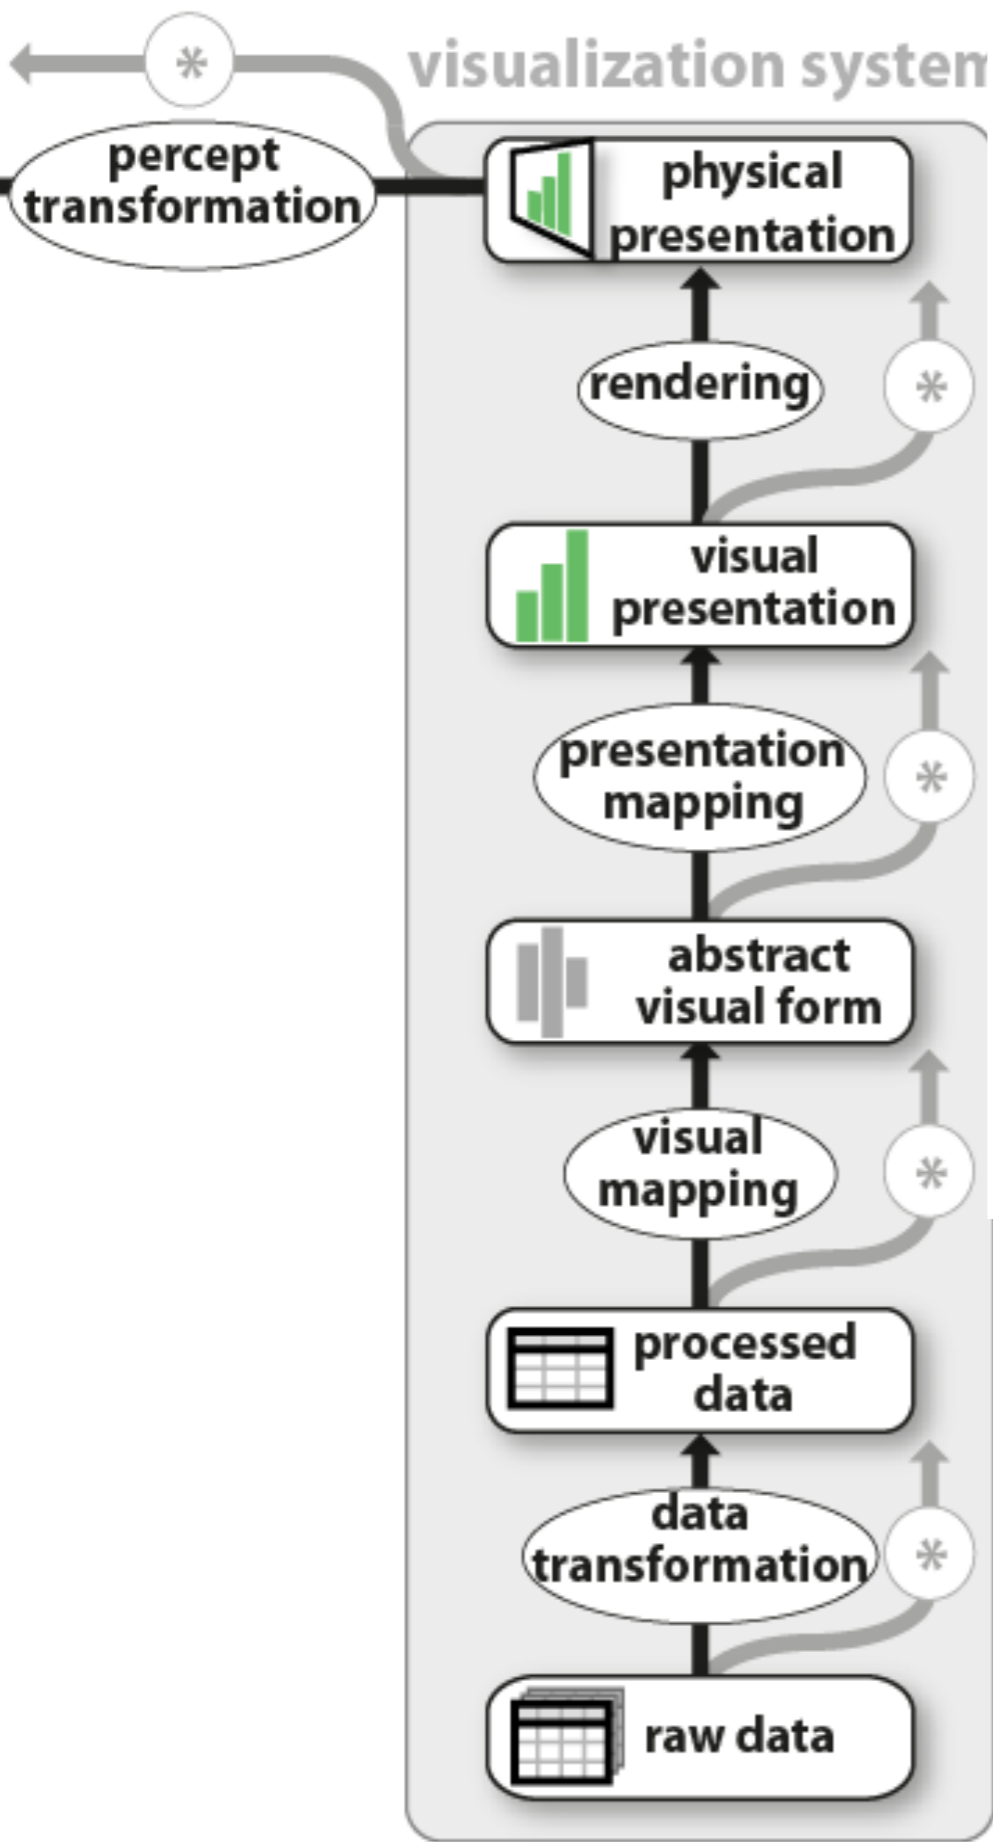 *
visualization system
percept
transformation
physical
presentation
rendering
*
visual
presentation
presentation
mapping
*
abstract
visual form
visual
mapping
*
processed
data
data
transformation
*
raw data